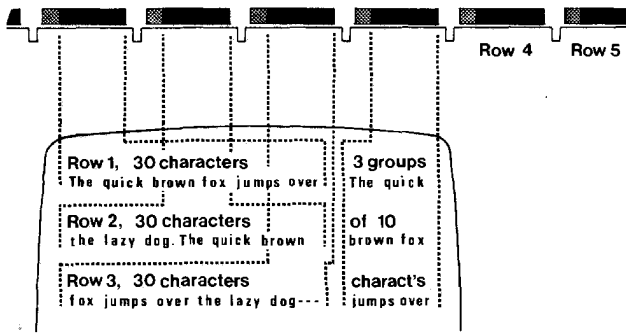 Row 4
Row 5
Row 1, 30 characters
The quick brown fox jumps over
Row 2, 30 characters
the lazy dog. The quick brown
Row 3, 30 characters
fox jumps over the lazy dog---
3 groups
The quick
of 10
brown fox
charact's
jumps over